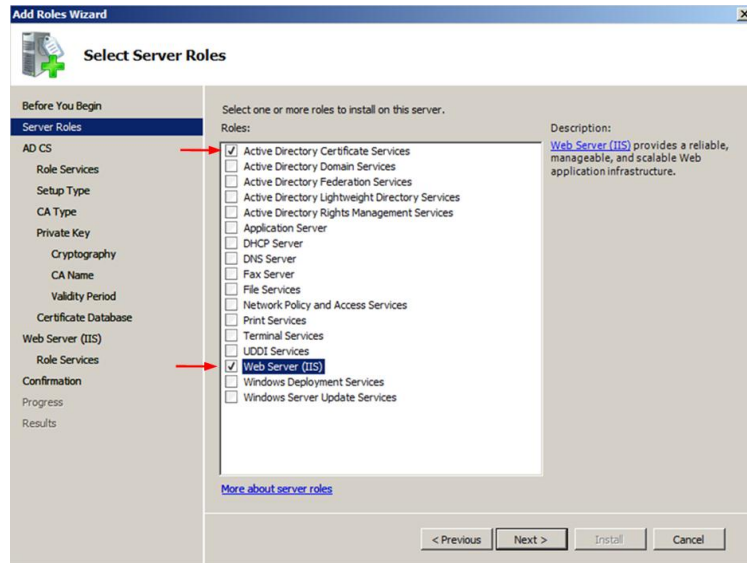 Add Roles Wizard
Select Server Roles
Before You Begin
Server Roles
AD CS
Role Services
Setup Type
CA Type
Private Key
Cryptography
CA Name
Validity Period
Certificate Database
Web Server (IIS)
Role Services
Confirmation
Progress
Results
Select one or more roles to install on this server.
Roles:
Active Directory Certificate Services
Active Directory Domain Services
Active Directory Federation Services
Active Directory Lightweight Directory Services
Active Directory Rights Management Services
Application Server
DHCP Server
DNS Server
Fax Server
File Services
Network Policy and Access Services
Print Services
Terminal Services
UDDI Services
Web Server (IIS)
Windows Deployment Services
Windows Server Update Services
More about server roles
Description:
Web Server (IIS) provides a reliable,
manageable, and scalable Web
application infrastructure.
< Previous
Next >
Install
Cancel